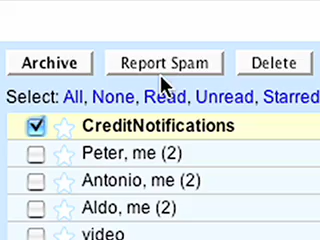 Archive Report Spam Delete
Select: All, None, Read, Unread, Starred
CreditNotifications
Peter, me (2)
Antonio, me (2)
Aldo, me (2)
video